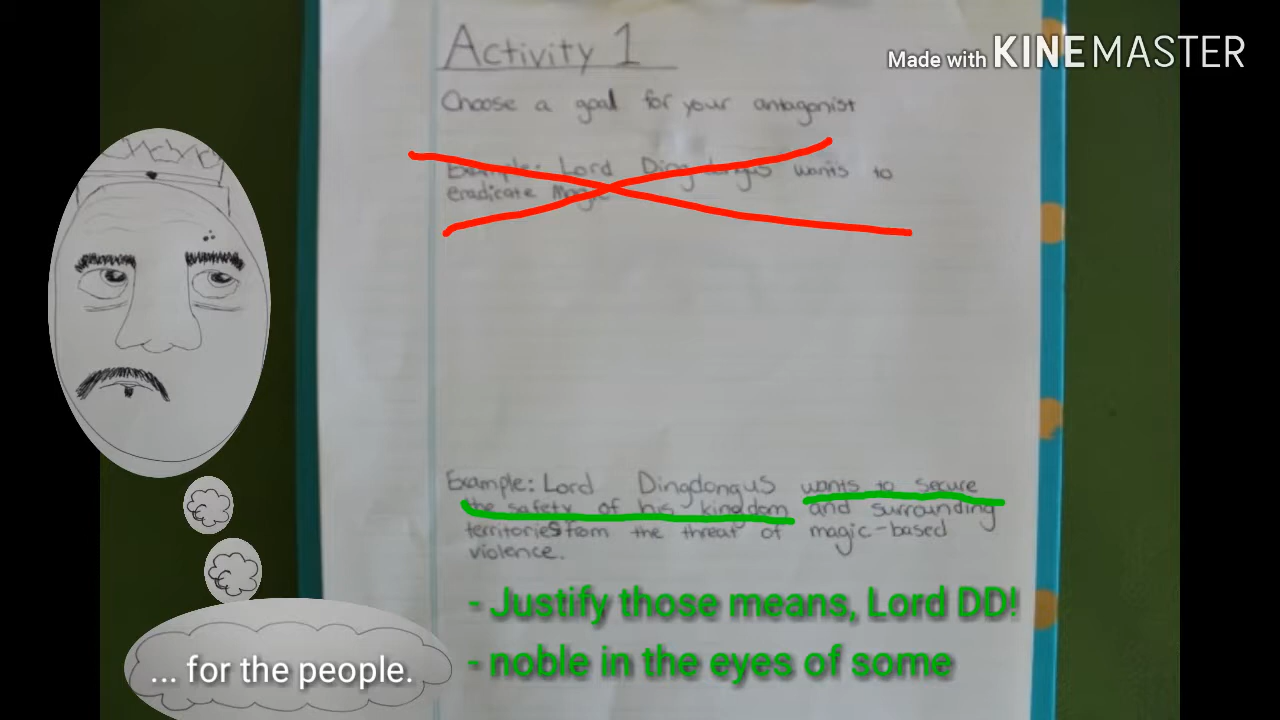 Activity 1
Made with KINEMASTER
Choose a goal for your antagonist
Example: Lord Dingdongus wants to
eradicate Magic
Example: Lord Dingdongus wants to secure
the safety of his kingdom and surrounding
territories from the threat of magic-based
violence.
- Justify those means, Lord DD!
- noble in the eyes of some
... for the people.